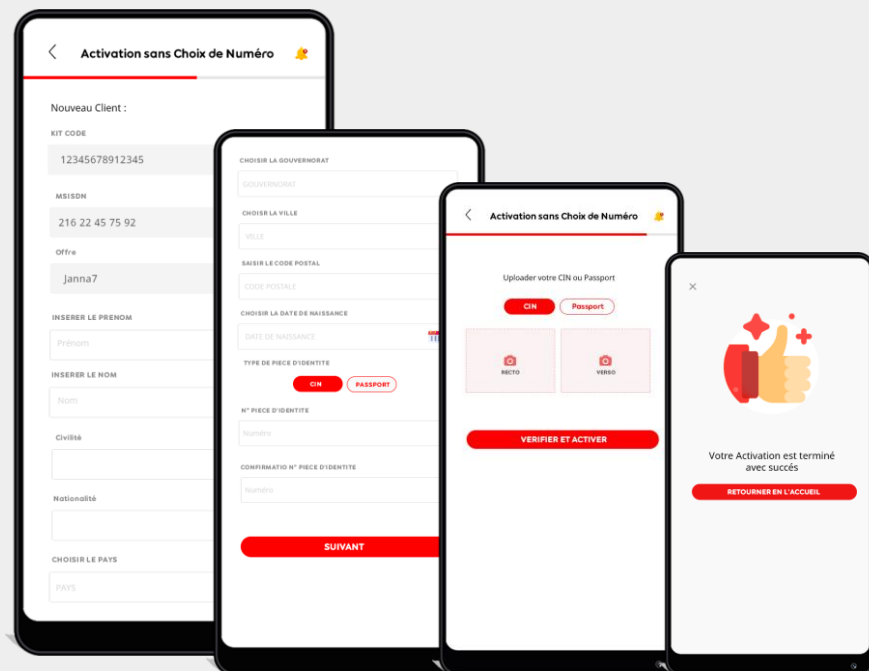 Activation sans Choix de Numéro
Nouveau Client :
KIT CODE
12345678912345
MSISDN
216 22 45 75 92
Offre
Janna7
INSERER LE PRENOM
Prénom
INSERER LE NOM
Nom
Civilité
Nationalité
CHOISIR LE PAYS
PAYS
CHOISIR LA GOUVERNORAT
GOUVERNORAT
CHOISR LA VILLE
VILLE
SAISIR LE CODE POSTAL
CODE POSTALE
CHOISIR LA DATE DE NAISSANCE
DATE DE NAISSANCE
TYPE DE PIECE D'IDENTITE
CIN PASSPORT
N° PIECE D'IDENTITE
Numéro
CONFIRMATIO N° PIECE D'IDENTITE
Numéro
SUIVANT
Activation sans Choix de Numéro
Uploader votre CIN ou Passport
CIN Passport
RECTO VERSO
VERIFIER ET ACTIVER
Votre Activation est terminé
avec succés
RETOURNER EN L'ACCUEIL